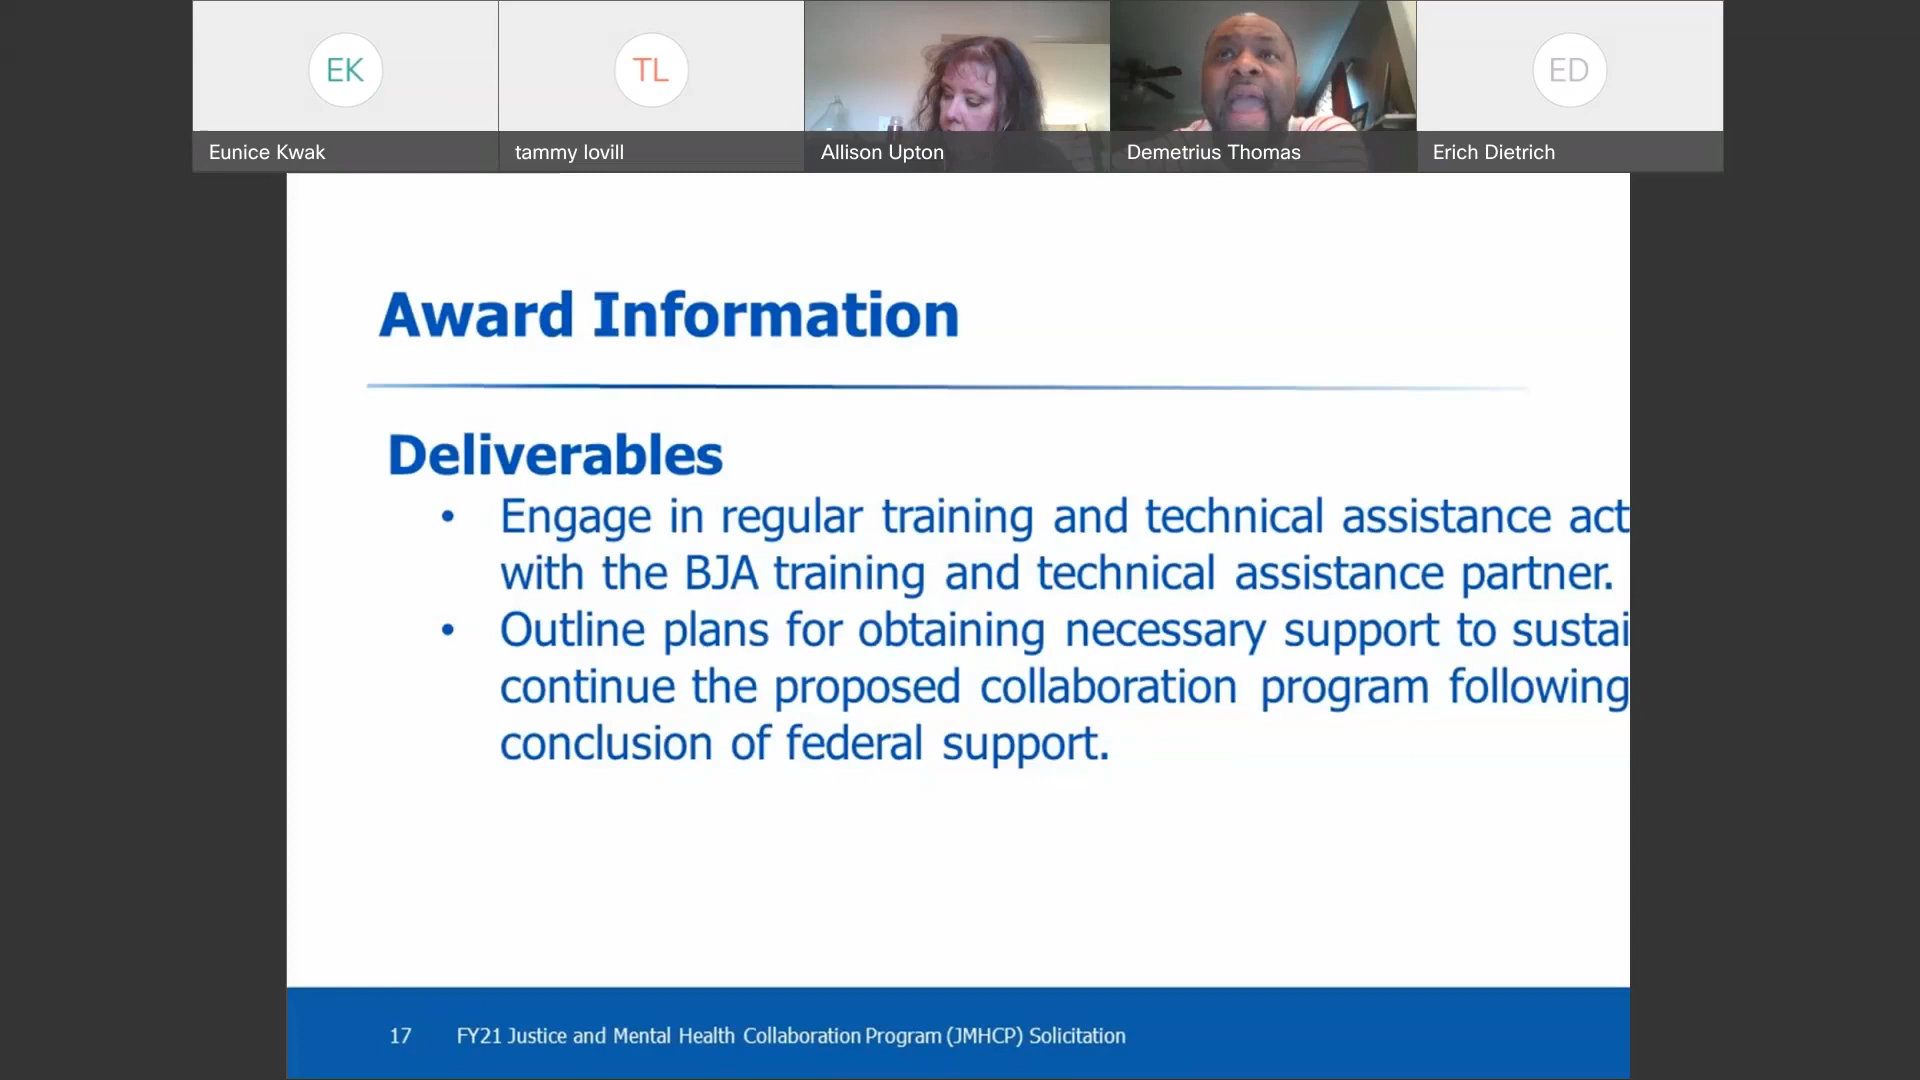 EK
TL
ED
Eunice Kwak
tammy lovill
Allison Upton
Demetrius Thomas
Erich Dietrich
Award Information
Deliverables
• Engage in regular training and technical assistance act
with the BJA training and technical assistance partner.
• Outline plans for obtaining necessary support to sustai
continue the proposed collaboration program following
conclusion of federal support.
17 FY21 Justice and Mental Health Collaboration Program (JMHCP) Solicitation